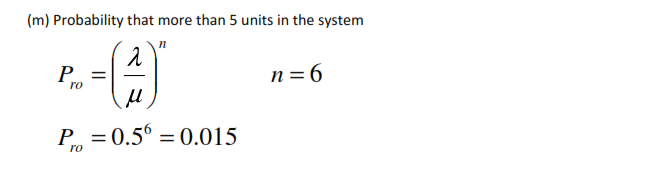 (m) Probability that more than 5 units in the system
P_ro = (λ/μ)^n n = 6
P_ro = 0.5^6 = 0.015